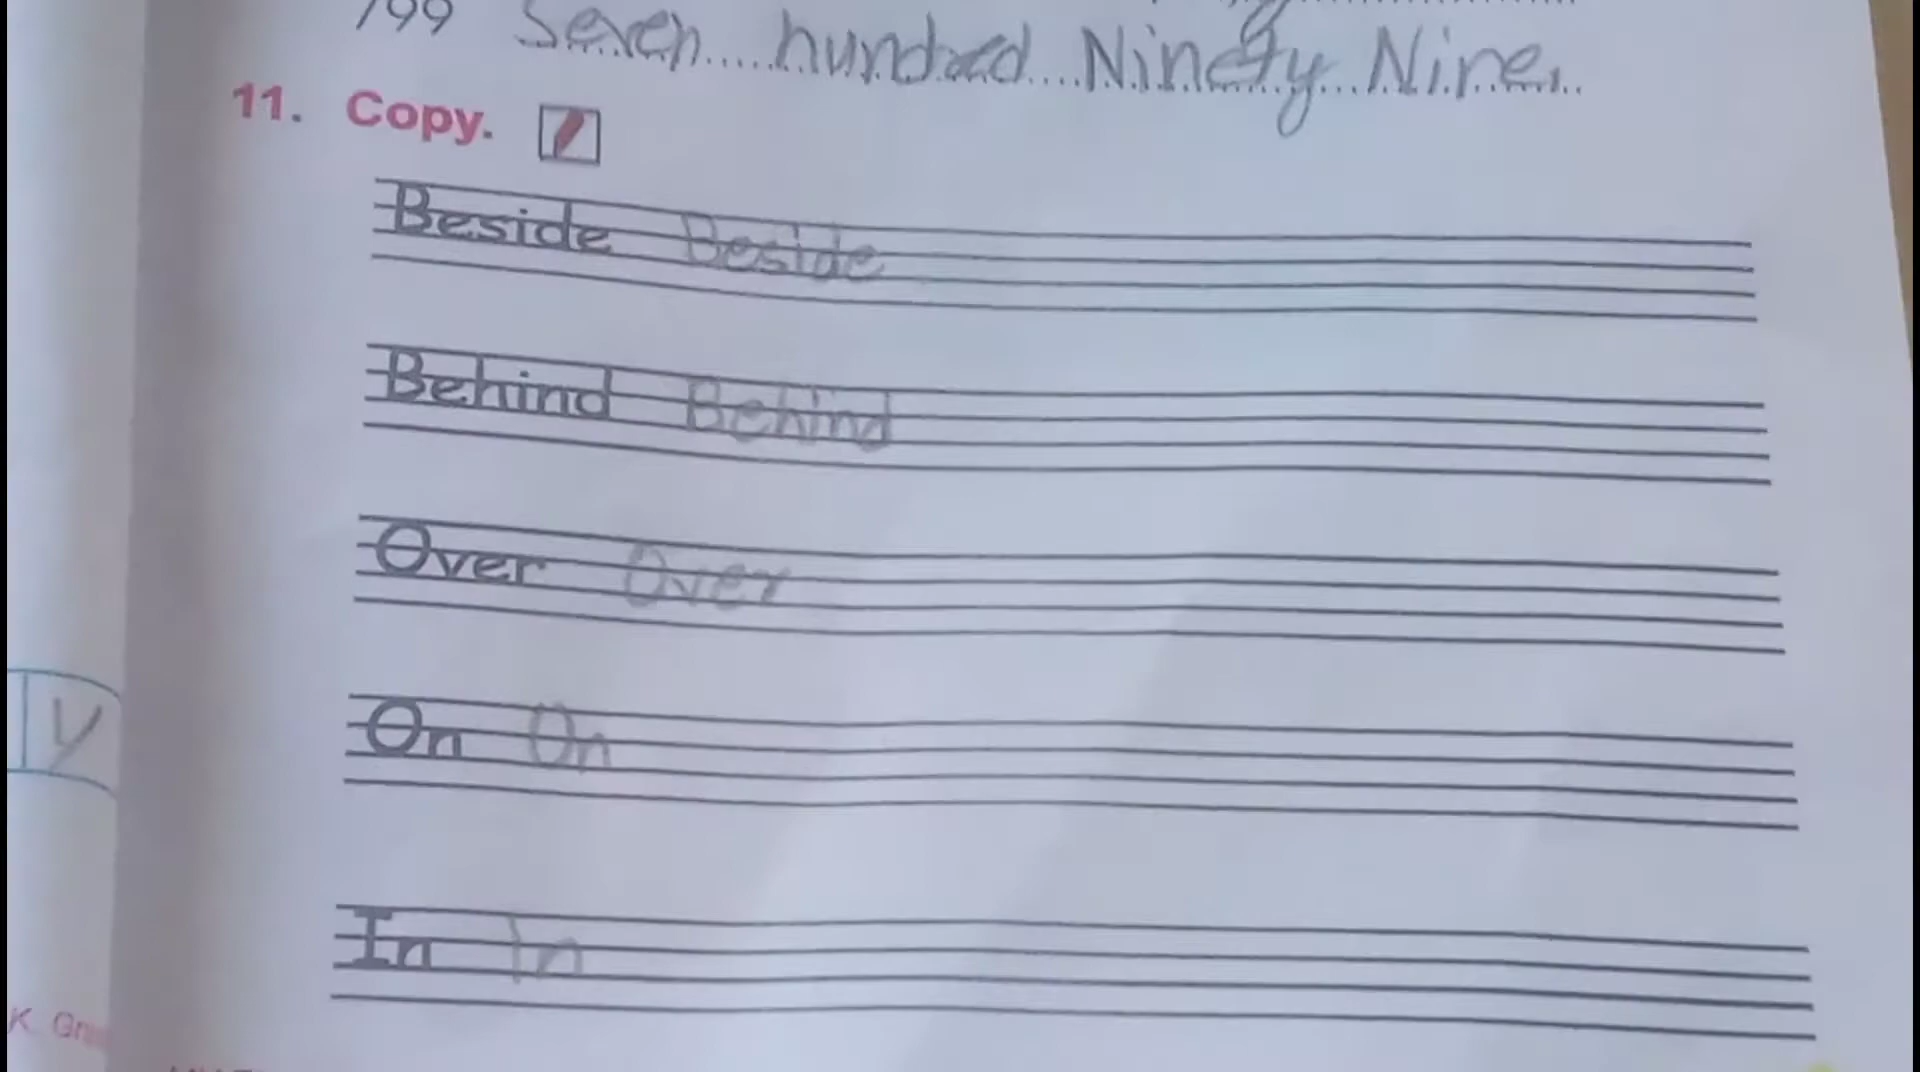 799 Seven hundred Ninety Nine.
11. Copy.
Beside Beside
Behind Behind
Over Over
On On
In In
y
K